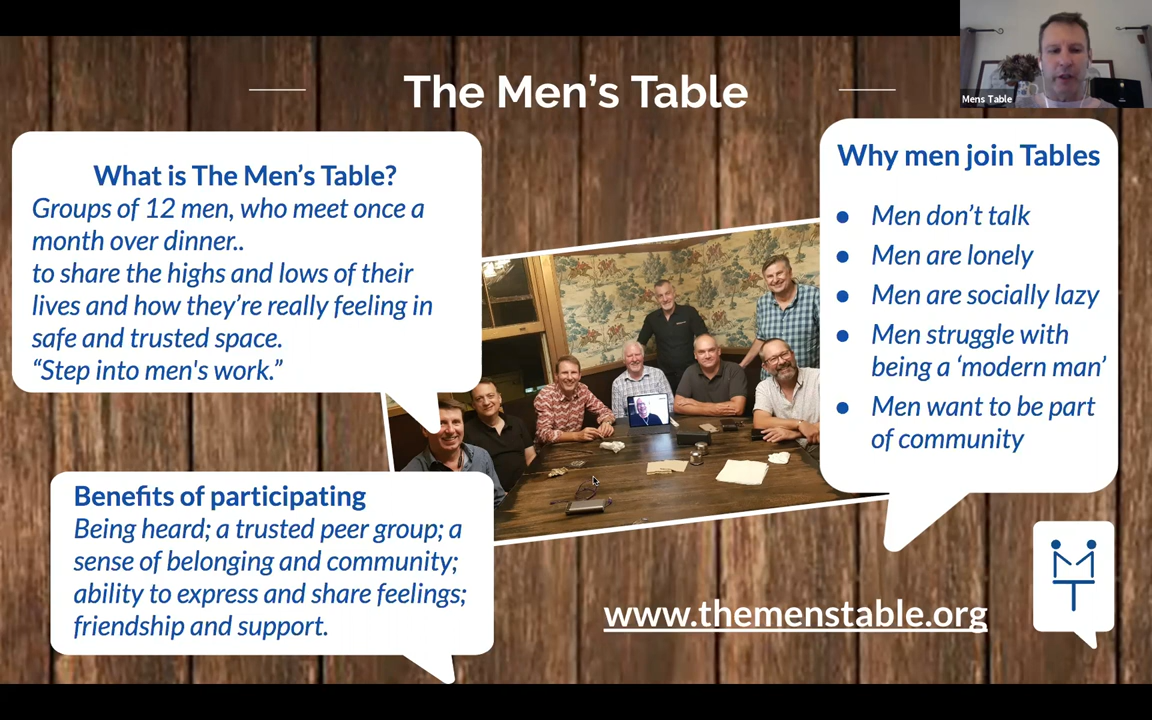 The Men’s Table
Mens Table
What is The Men’s Table?
Groups of 12 men, who meet once a
month over dinner..
to share the highs and lows of their
lives and how they’re really feeling in
safe and trusted space.
“Step into men's work.”
Benefits of participating
Being heard; a trusted peer group; a
sense of belonging and community;
ability to express and share feelings;
friendship and support.
Why men join Tables
● Men don’t talk
● Men are lonely
● Men are socially lazy
● Men struggle with
being a ‘modern man’
● Men want to be part
of community
www.themenstable.org